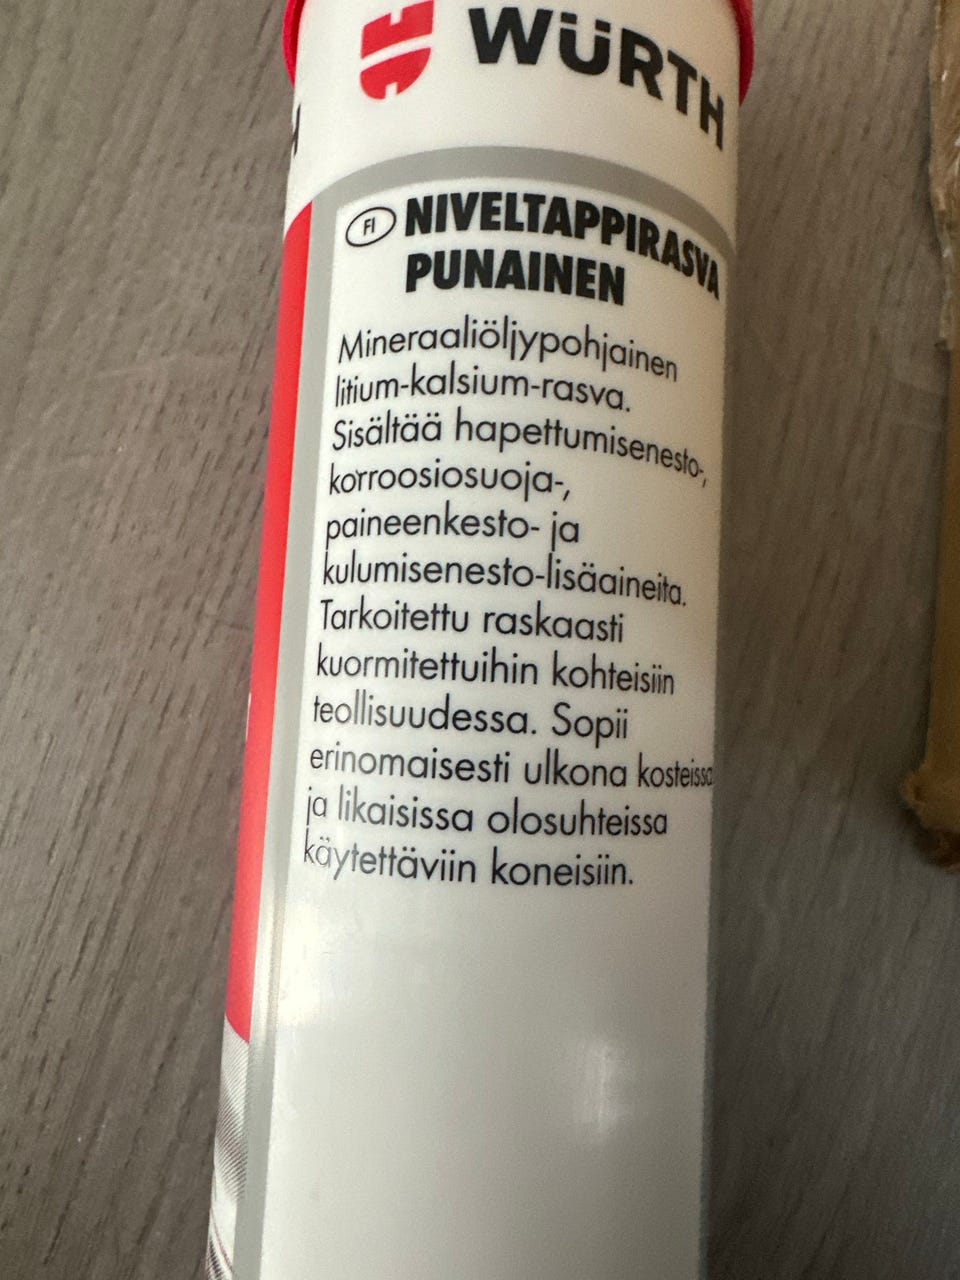 WÜRTH
FI NIVELTAPPIRASVA
PUNAINEN
Mineraaliöljypohjainen
litium-kalsium-rasva.
Sisältää hapettumisenesto-,
korroosiosuoja-,
paineenkesto- ja
kulumisenesto-lisäaineita.
Tarkoitettu raskaasti
kuormitettuihin kohteisiin
teollisuudessa. Sopii
erinomaisesti ulkona kosteissa
ja likaisissa olosuhteissa
käytettäviin koneisiin.